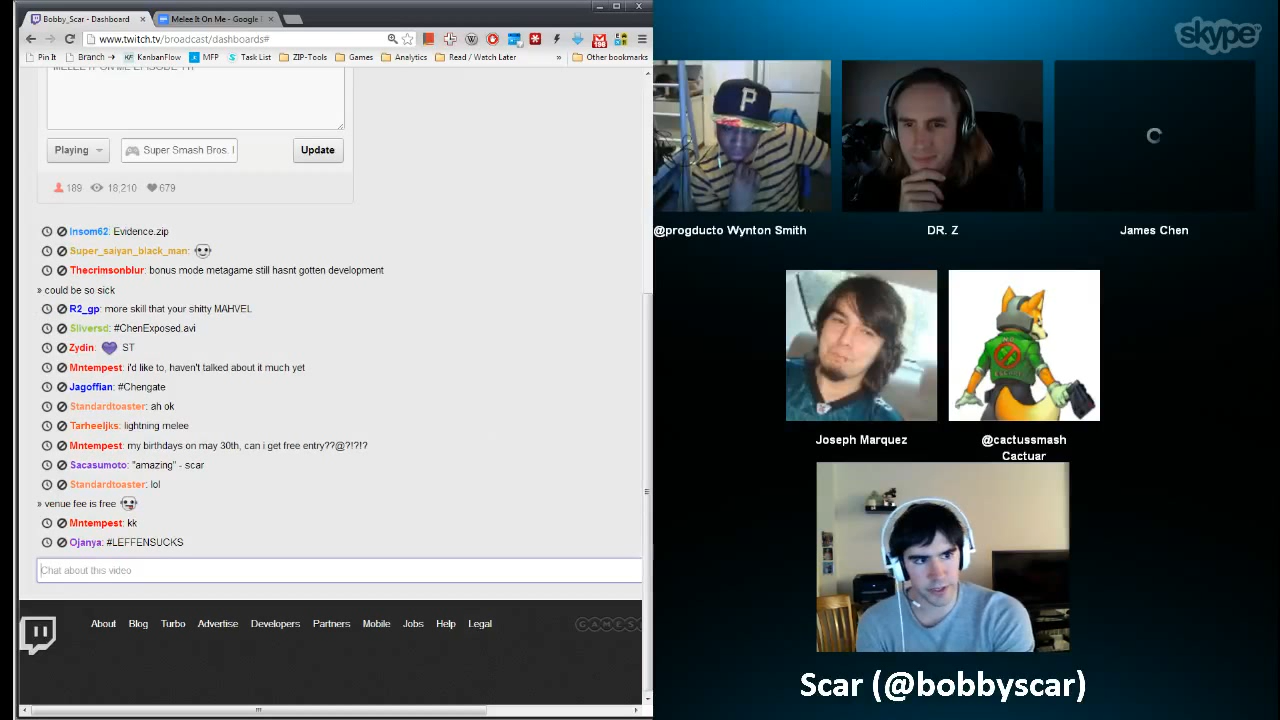 Bobby_Scar - Dashboard
Melee It On Me - Google
www.twitch.tv/broadcast/dashboards#
196
Pin It
Branch →
KanbanFlow
MFP
Task List
ZIP-Tools
Games
Analytics
Read / Watch Later
»
Other bookmarks
Playing
Super Smash Bros.
Update
189
18,210
679
Insom62: Evidence.zip
Super_saiyan_black_man:
Thecrimsonblur: bonus mode metagame still hasnt gotten development
» could be so sick
R2_gp: more skill that your shitty MAHVEL
Sliversd: #ChenExposed.avi
Zydin: ST
Mntempest: i'd like to, haven't talked about it much yet
Jagoffian: #Chengate
Standardtoaster: ah ok
Tarheeljks: lightning melee
Mntempest: my birthdays on may 30th, can i get free entry??@?!?!?
Sacasumoto: "amazing" - scar
Standardtoaster: lol
» venue fee is free
Mntempest: kk
Ojanya: #LEFFENSUCKS
Chat about this video
About
Blog
Turbo
Advertise
Developers
Partners
Mobile
Jobs
Help
Legal
GAMES
skype
P
@progducto Wynton Smith
DR. Z
James Chen
Joseph Marquez
@cactussmash
Cactuar
Scar (@bobbyscar)